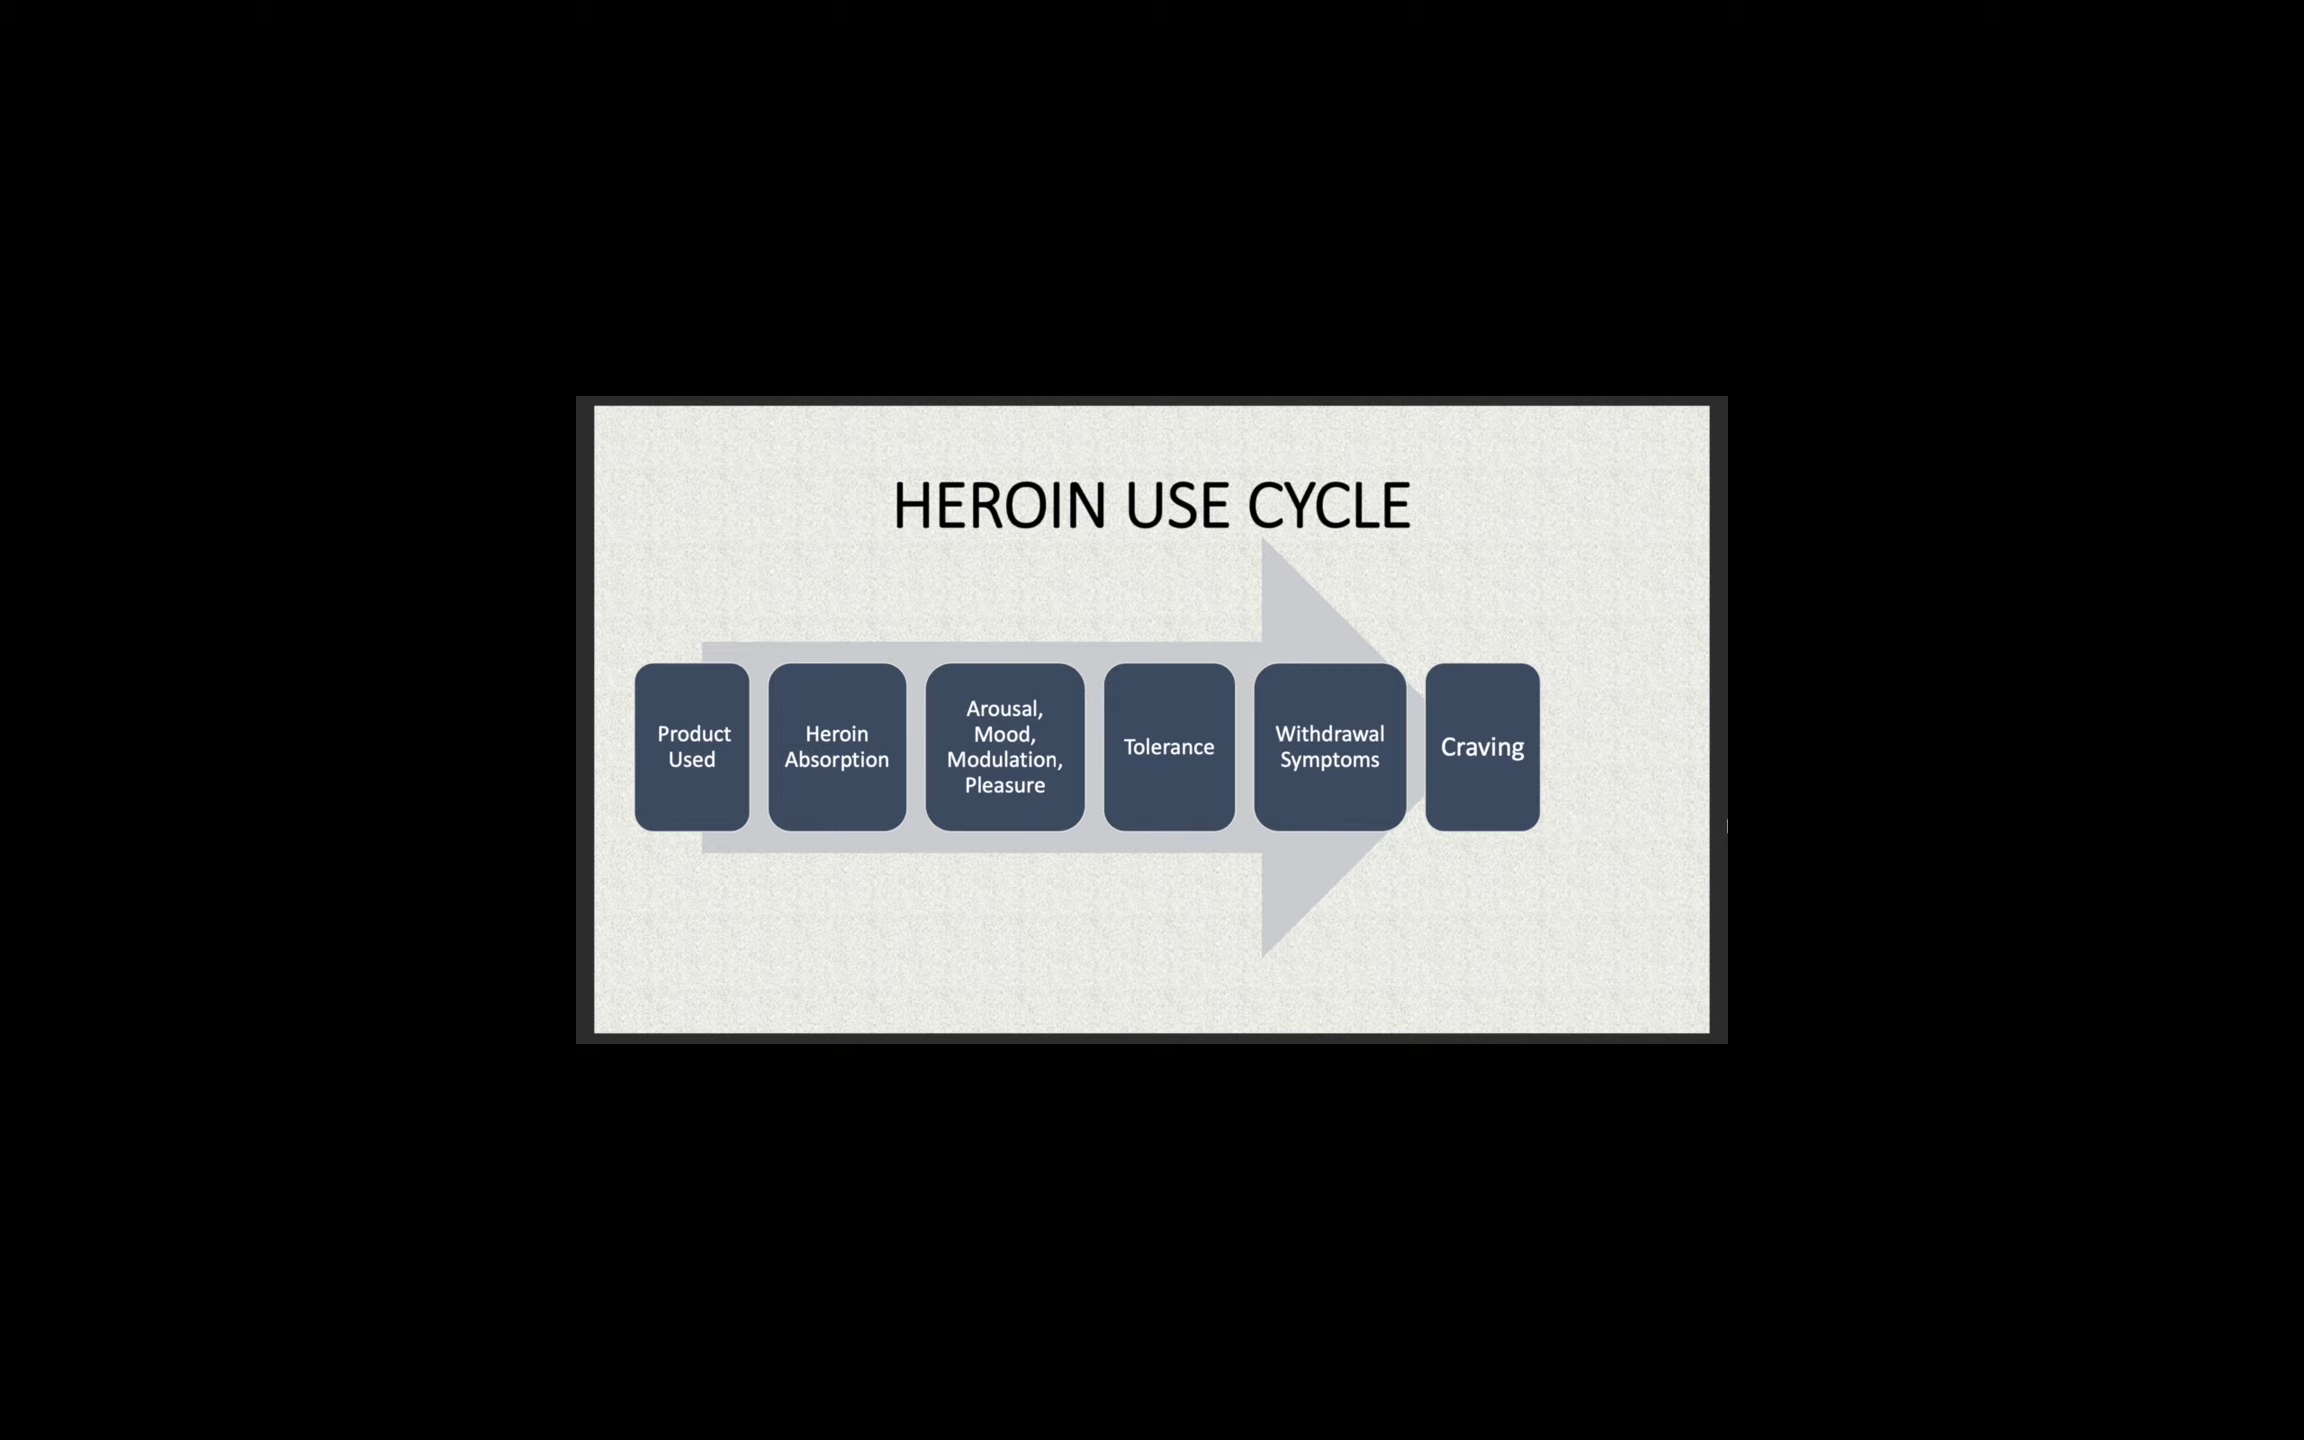 HEROIN USE CYCLE
Product
Used
Heroin
Absorption
Arousal,
Mood,
Modulation,
Pleasure
Tolerance
Withdrawal
Symptoms
Craving